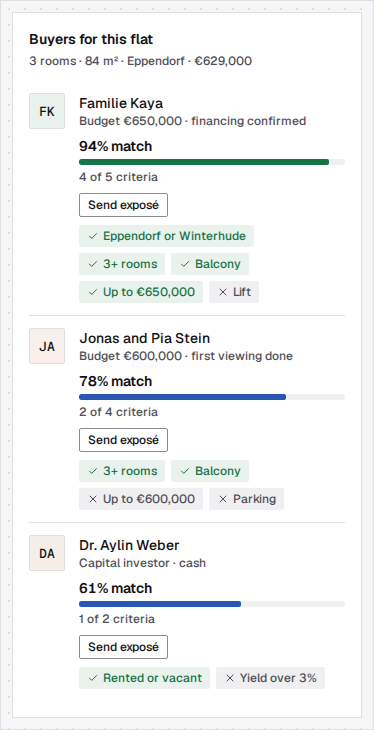 Buyers for this flat
3 rooms · 84 m² · Eppendorf · €629,000
FK
Familie Kaya
Budget €650,000 · financing confirmed
94% match
4 of 5 criteria
Send exposé
Eppendorf or Winterhude
3+ rooms
Balcony
Up to €650,000
Lift
JA
Jonas and Pia Stein
Budget €600,000 · first viewing done
78% match
2 of 4 criteria
Send exposé
3+ rooms
Balcony
Up to €600,000
Parking
DA
Dr. Aylin Weber
Capital investor · cash
61% match
1 of 2 criteria
Send exposé
Rented or vacant
Yield over 3%